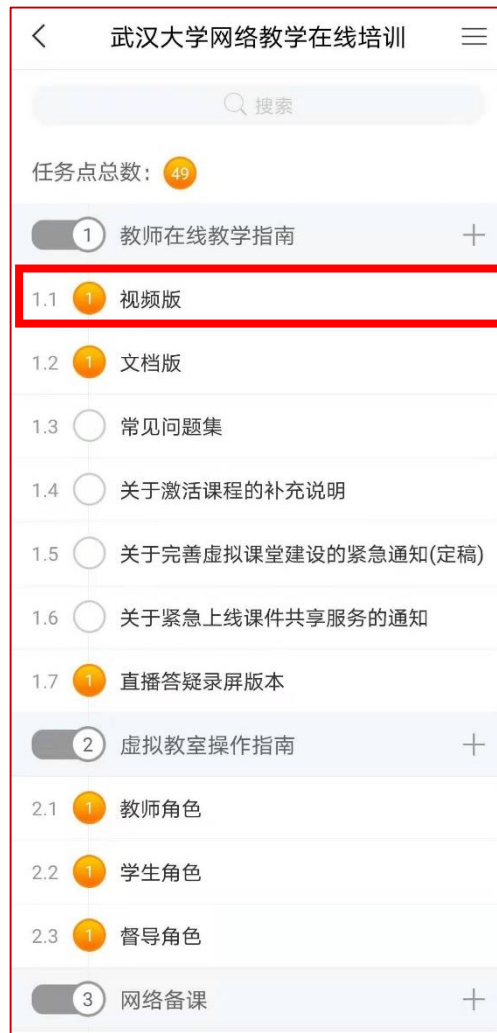 武汉大学网络教学在线培训
搜索
任务点总数: 49
1 教师在线教学指南
1.1 1 视频版
1.2 1 文档版
1.3 常见问题集
1.4 关于激活课程的补充说明
1.5 关于完善虚拟课堂建设的紧急通知(定稿)
1.6 关于紧急上线课件共享服务的通知
1.7 1 直播答疑录屏版本
2 虚拟教室操作指南
2.1 1 教师角色
2.2 1 学生角色
2.3 1 督导角色
3 网络备课